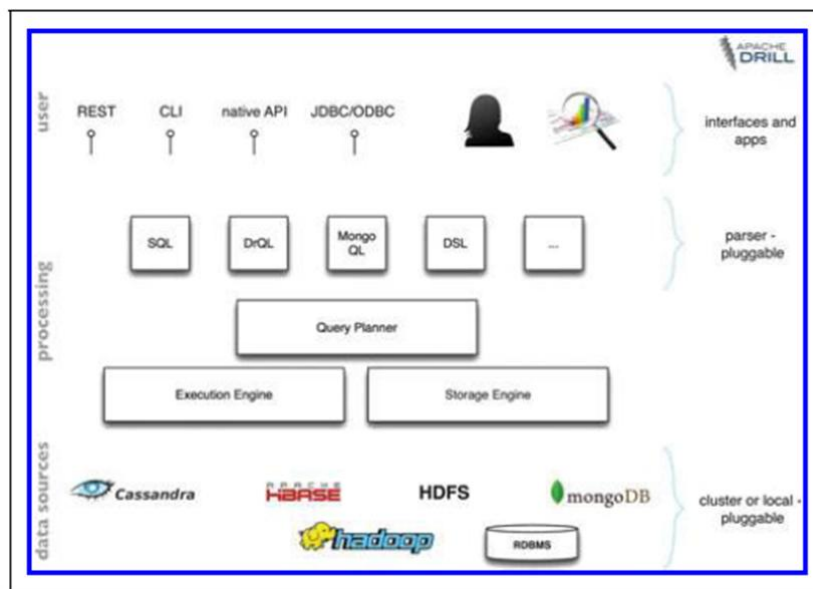 APACHE
DRILL
user
REST CLI native API JDBC/ODBC
interfaces and
apps
processing
SQL
DrQL
Mongo
QL
DSL
...
parser -
pluggable
Query Planner
Execution Engine
Storage Engine
data sources
Cassandra
APACHE
HBASE
HDFS
mongoDB
cluster or local -
pluggable
hadoop
RDBMS